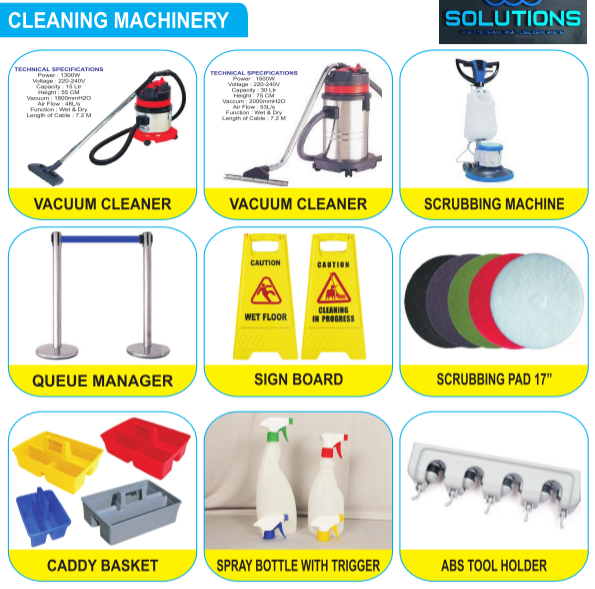 CLEANING MACHINERY
SOLUTIONS
TECHNICAL SPECIFICATIONS
Power : 1300W
Voltage : 220-240V
Capacity : 15 Ltr
Height : 55 CM
Vacuum : 1800mmH2O
Air Flow : 48L/s
Function : Wet & Dry
Length of Cable : 7.2 M
VACUUM CLEANER
TECHNICAL SPECIFICATIONS
Power : 1500W
Voltage : 220-240V
Capacity : 30 Ltr
Height : 75 CM
Vaccum : 2000mmH2O
Air Flow : 53L/s
Function : Wet & Dry
Length of Cable : 7.2 M
VACUUM CLEANER
SCRUBBING MACHINE
QUEUE MANAGER
CAUTION
WET FLOOR
CAUTION
CLEANING
IN PROGRESS
SIGN BOARD
SCRUBBING PAD 17”
CADDY BASKET
SPRAY BOTTLE WITH TRIGGER
ABS TOOL HOLDER